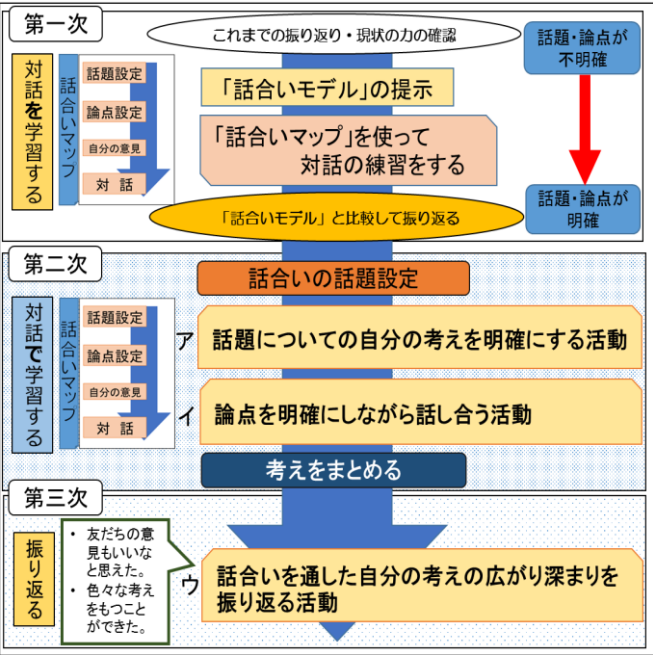 第一次
これまでの振り返り・現状の力の確認
話題・論点が
不明確
対話を学習する
話合いマップ
話題設定
論点設定
自分の意見
対 話
「話合いモデル」の提示
「話合いマップ」を使って
対話の練習をする
「話合いモデル」と比較して振り返る
話題・論点が
明確
第二次
話合いの話題設定
対話で学習する
話合いマップ
話題設定
論点設定
自分の意見
対 話
ア
話題についての自分の考えを明確にする活動
イ
論点を明確にしながら話し合う活動
考えをまとめる
第三次
振り返る
・ 友だちの意
見もいいな
と思えた。
・ 色々な考え
をもつこと
ができた。
ウ
話合いを通した自分の考えの広がり深まりを
振り返る活動